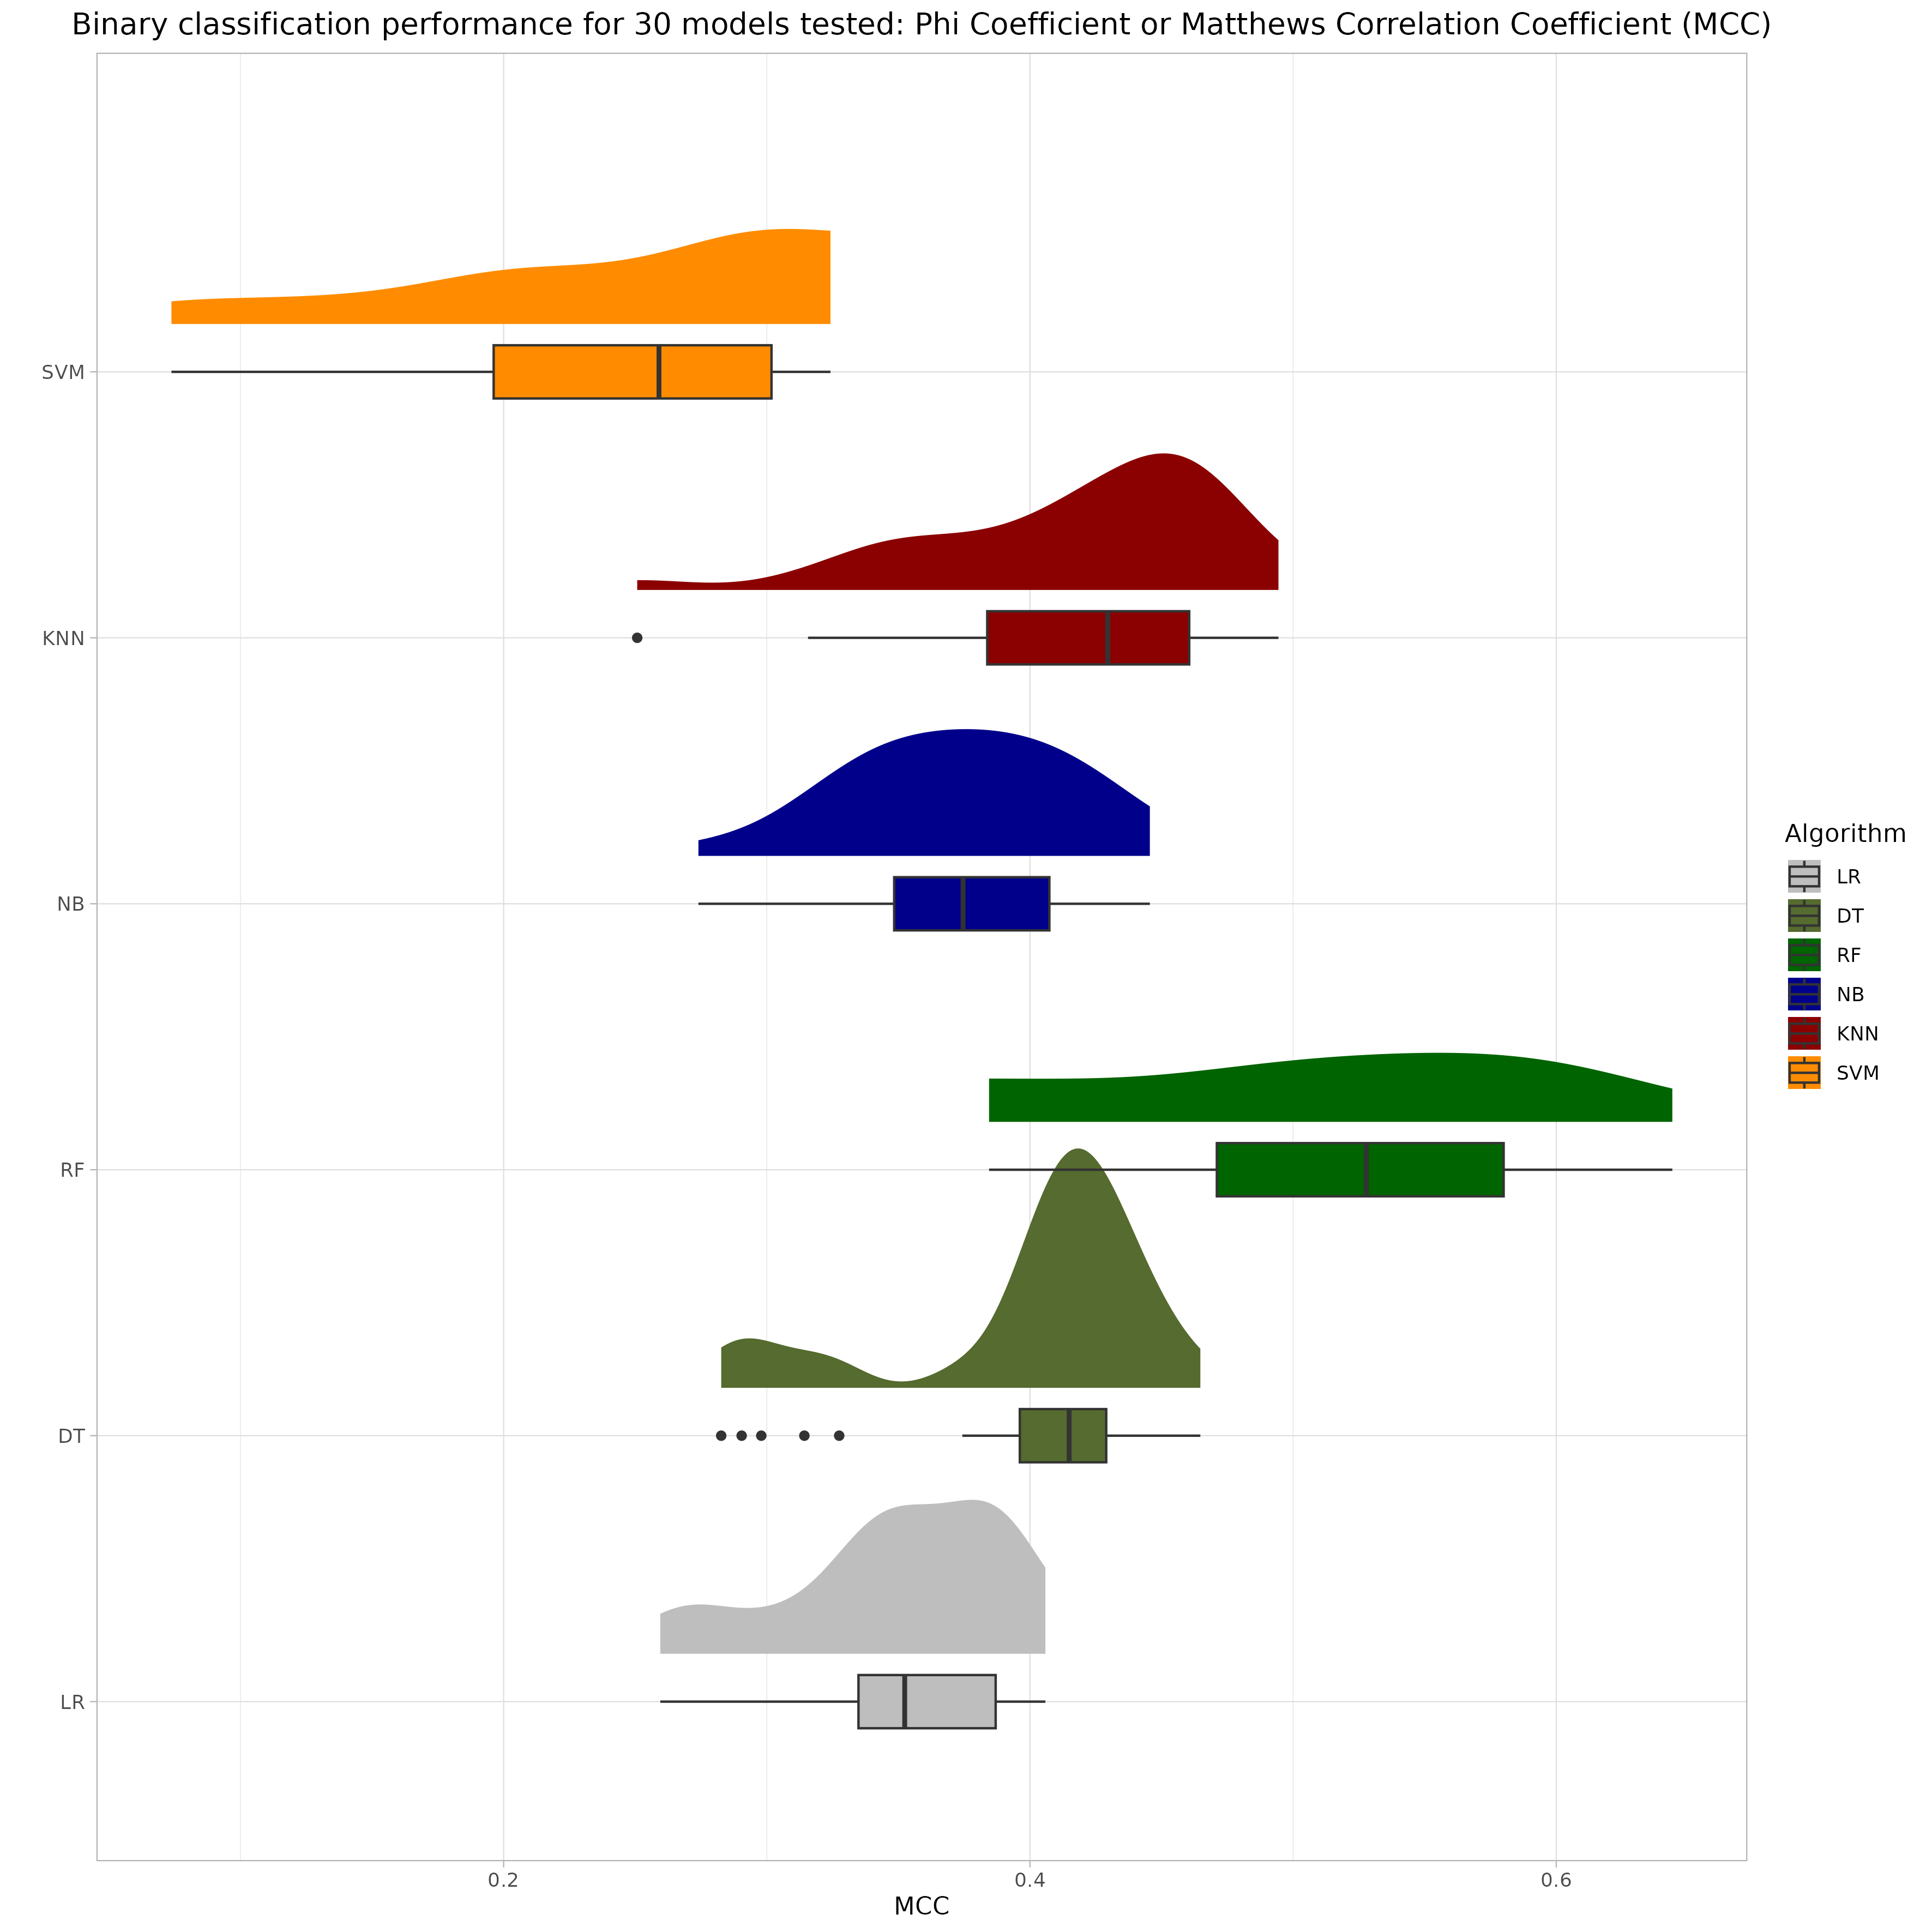 Binary classification performance for 30 models tested: Phi Coefficient or Matthews Correlation Coefficient (MCC)
SVM
KNN
NB
RF
DT
LR
0.2
0.4
0.6
MCC
Algorithm
LR
DT
RF
NB
KNN
SVM